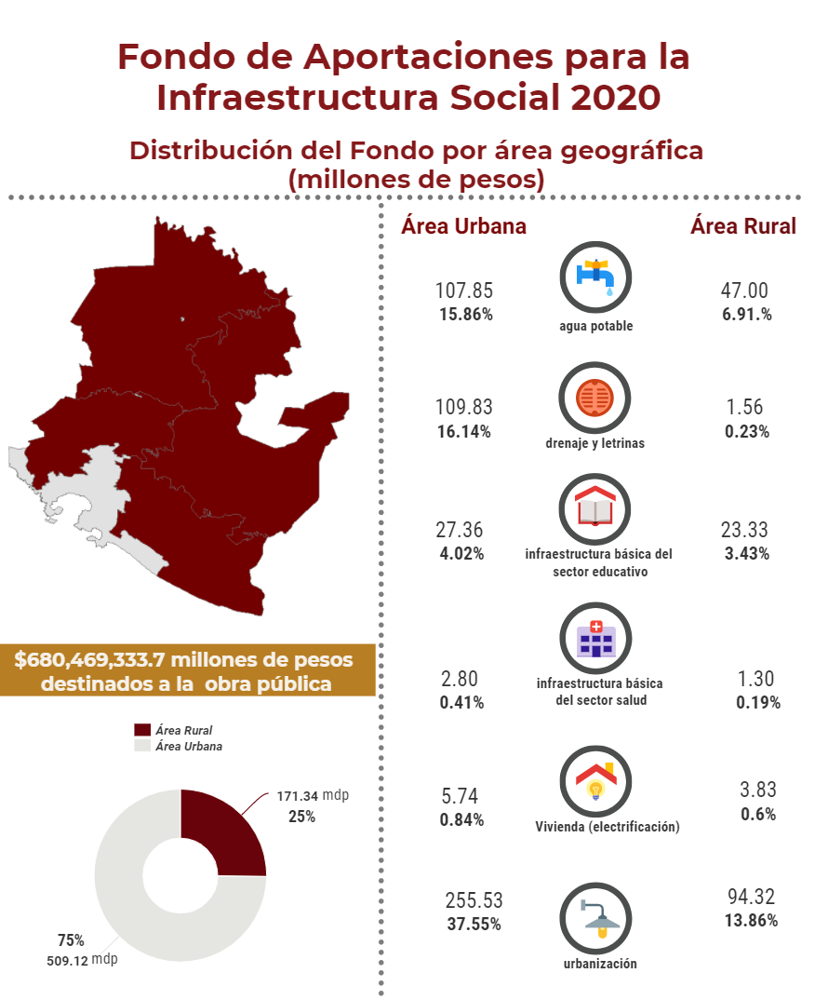 Fondo de Aportaciones para la
Infraestructura Social 2020
Distribución del Fondo por área geográfica
(millones de pesos)
$680,469,333.7 millones de pesos
destinados a la obra pública
Área Rural
Área Urbana
171.34 mdp
25%
75%
509.12 mdp
Área Urbana
Área Rural
107.85
15.86%
agua potable
47.00
6.91.%
109.83
16.14%
drenaje y letrinas
1.56
0.23%
27.36
4.02%
infraestructura básica del
sector educativo
23.33
3.43%
2.80
0.41%
infraestructura básica
del sector salud
1.30
0.19%
5.74
0.84%
Vivienda (electrificación)
3.83
0.6%
255.53
37.55%
urbanización
94.32
13.86%